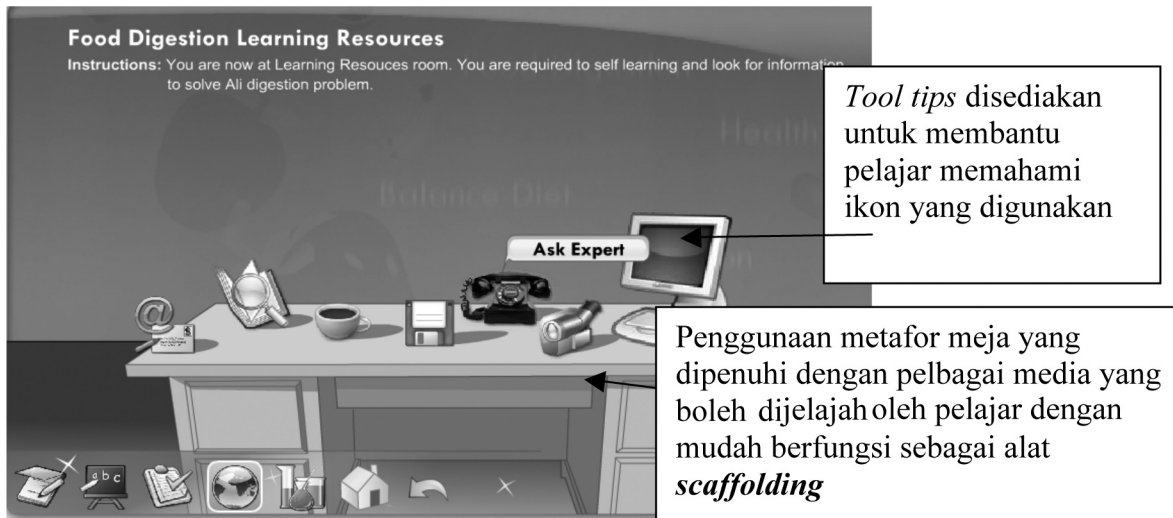 Food Digestion Learning Resources
Instructions: You are now at Learning Resouces room. You are required to self learning and look for information
to solve Ali digestion problem.
Health
Balance Diet
Ask Expert
on
@
a b c
Tool tips disediakan
untuk membantu
pelajar memahami
ikon yang digunakan
Penggunaan metafor meja yang
dipenuhi dengan pelbagai media yang
boleh dijelajah oleh pelajar dengan
mudah berfungsi sebagai alat
scaffolding